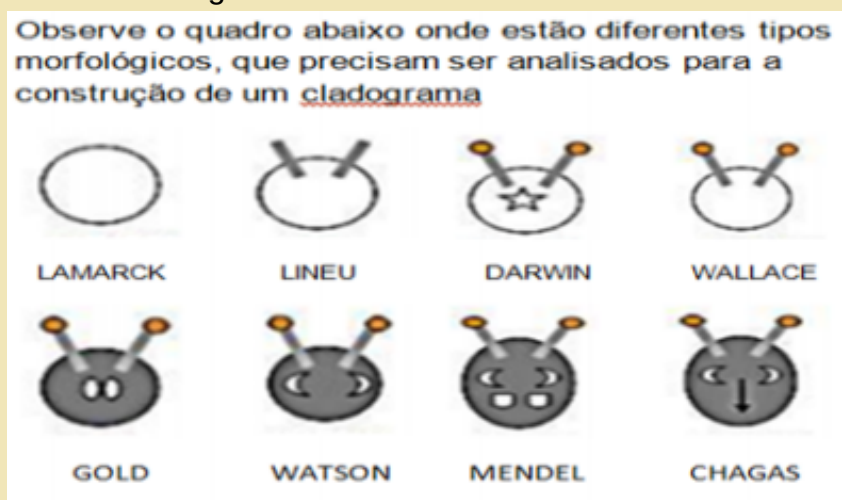 Observe o quadro abaixo onde estão diferentes tipos
morfológicos, que precisam ser analisados para a
construção de um cladograma
LAMARCK LINEU DARWIN WALLACE
GOLD WATSON MENDEL CHAGAS